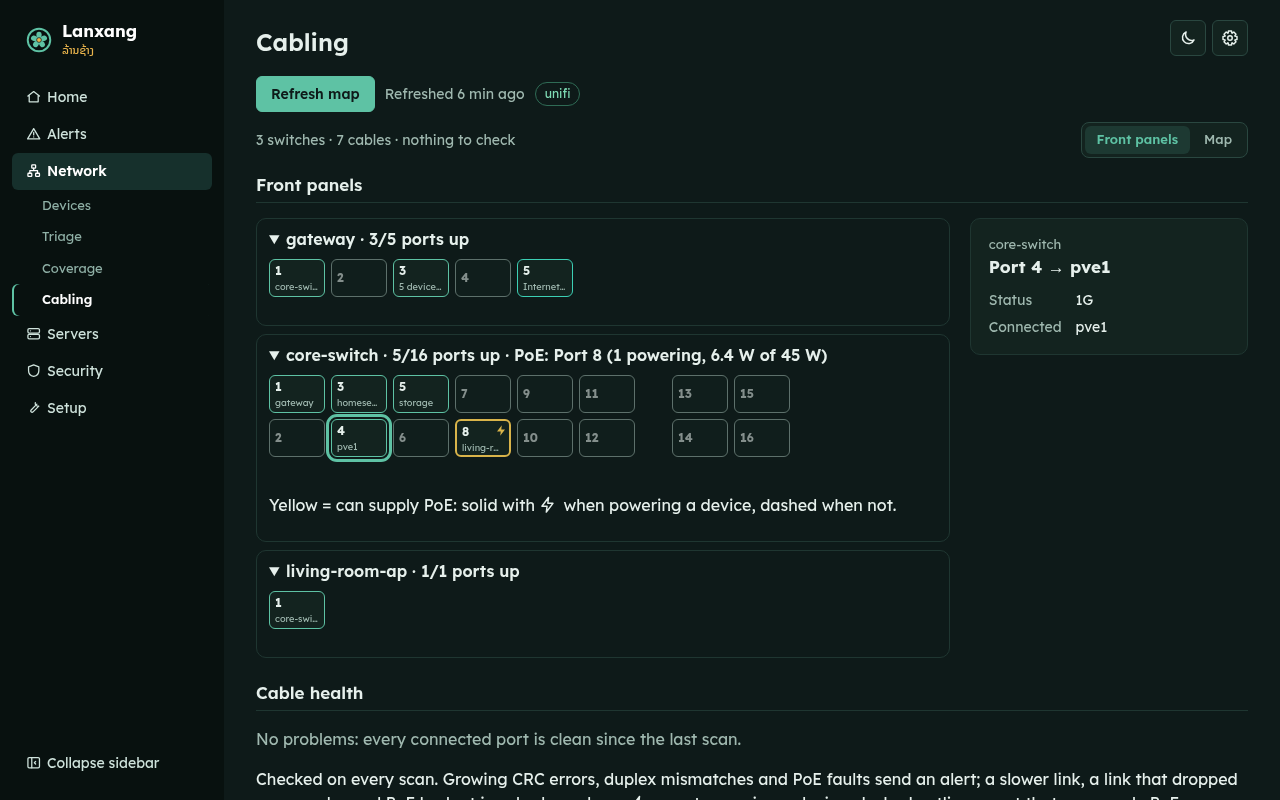 Lanxang
ລ້ານຊ້າງ
Home
Alerts
Network
Devices
Triage
Coverage
Cabling
Servers
Security
Setup
Collapse sidebar
Cabling
Refresh map
Refreshed 6 min ago
unifi
3 switches · 7 cables · nothing to check
Front panels
Map
Front panels
▼ gateway · 3/5 ports up
1
core-swi…
2
3
5 device…
4
5
Internet…
▼ core-switch · 5/16 ports up · PoE: Port 8 (1 powering, 6.4 W of 45 W)
1
gateway
3
homese…
5
storage
7
9
11
13
15
2
4
pve1
6
8
living-r…
10
12
14
16
Yellow = can supply PoE: solid with when powering a device, dashed when not.
▼ living-room-ap · 1/1 ports up
1
core-swi…
core-switch
Port 4 → pve1
Status 1G
Connected pve1
Cable health
No problems: every connected port is clean since the last scan.
Checked on every scan. Growing CRC errors, duplex mismatches and PoE faults send an alert; a slower link, a link that dropped